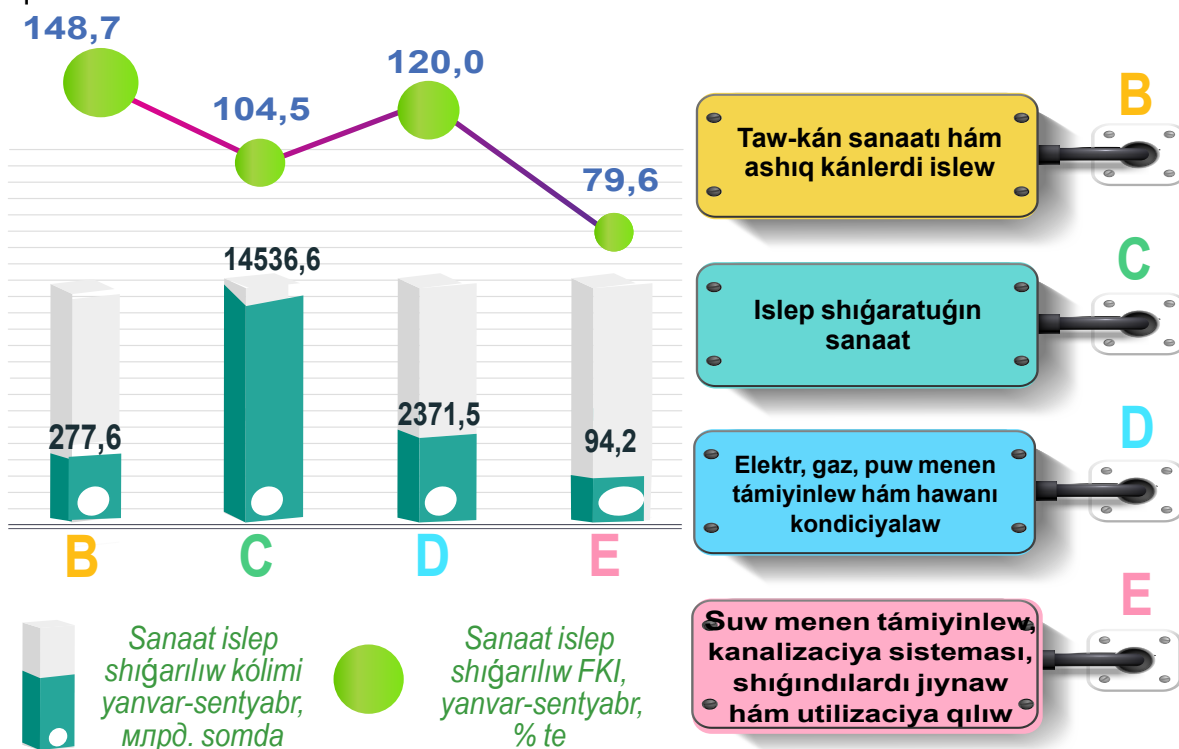 148,7
104,5
120,0
79,6
277,6
14536,6
2371,5
94,2
B
C
D
E
Sanaat islep
shıǵarılıw kólimi
yanvar-sentyabr,
млрд. somda
Sanaat islep
shıǵarılıw FKI,
yanvar-sentyabr,
% te
B
Taw-kán sanaatı hám
ashıq kánlerdi islew
C
Islep shıǵaratuǵın
sanaat
D
Elektr, gaz, puw menen
támiyinlew hám hawanı
kondiciyalaw
E
Suw menen támiyinlew,
kanalizaciya sisteması,
shıǵındılardı jıynaw
hám utilizaciya qılıw